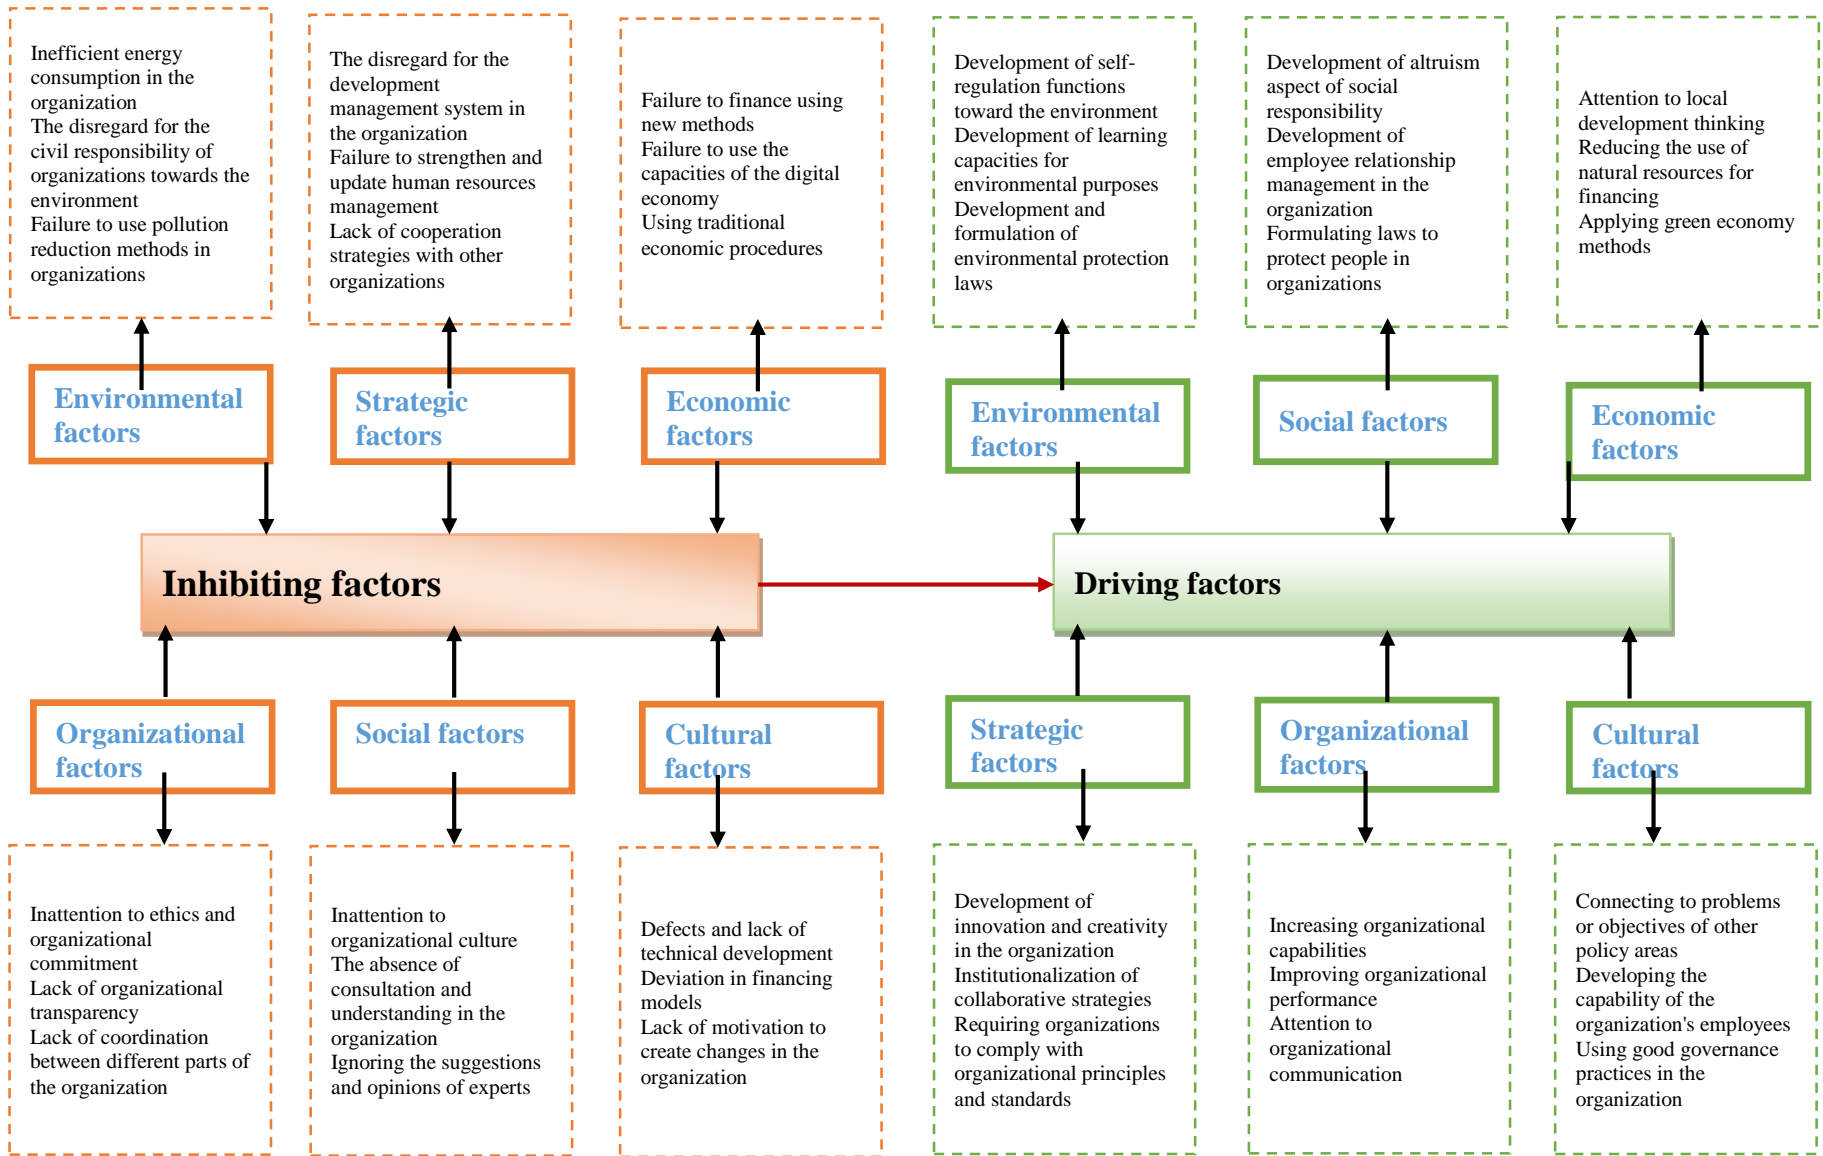 Inefficient energy
consumption in the
organization
The disregard for the
civil responsibility of
organizations towards the
environment
Failure to use pollution
reduction methods in
organizations
The disregard for the
development
management system in
the organization
Failure to strengthen and
update human resources
management
Lack of cooperation
strategies with other
organizations
Failure to finance using
new methods
Failure to use the
capacities of the digital
economy
Using traditional
economic procedures
Development of self-
regulation functions
toward the environment
Development of learning
capacities for
environmental purposes
Development and
formulation of
environmental protection
laws
Development of altruism
aspect of social
responsibility
Development of
employee relationship
management in the
organization
Formulating laws to
protect people in
organizations
Attention to local
development thinking
Reducing the use of
natural resources for
financing
Applying green economy
methods
Environmental
factors
Strategic
factors
Economic
factors
Environmental
factors
Social factors
Economic
factors
Inhibiting factors
Driving factors
Organizational
factors
Social factors
Cultural
factors
Strategic
factors
Organizational
factors
Cultural
factors
Inattention to ethics and
organizational
commitment
Lack of organizational
transparency
Lack of coordination
between different parts of
the organization
Inattention to
organizational culture
The absence of
consultation and
understanding in the
organization
Ignoring the suggestions
and opinions of experts
Defects and lack of
technical development
Deviation in financing
models
Lack of motivation to
create changes in the
organization
Development of
innovation and creativity
in the organization
Institutionalization of
collaborative strategies
Requiring organizations
to comply with
organizational principles
and standards
Increasing organizational
capabilities
Improving organizational
performance
Attention to
organizational
communication
Connecting to problems
or objectives of other
policy areas
Developing the
capability of the
organization's employees
Using good governance
practices in the
organization